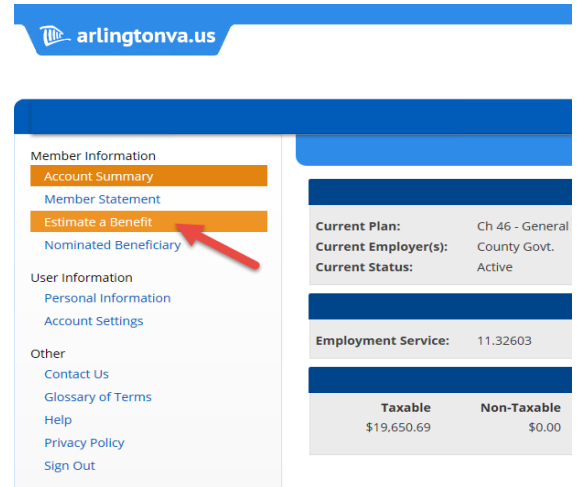 arlingtonva.us
Member Information
Account Summary
Member Statement
Estimate a Benefit
Nominated Beneficiary
User Information
Personal Information
Account Settings
Other
Contact Us
Glossary of Terms
Help
Privacy Policy
Sign Out
Current Plan: Ch 46 - General
Current Employer(s): County Govt.
Current Status: Active
Employment Service: 11.32603
Taxable Non-Taxable
$19,650.69 $0.00